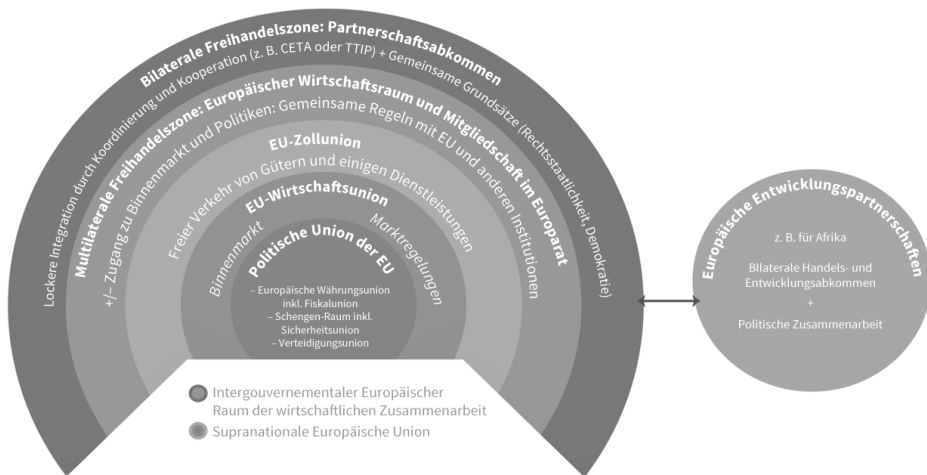 Bilaterale Freihandelszone: Partnerschaftsabkommen
Lockere Integration durch Koordinierung und Kooperation (z. B. CETA oder TTIP) + Gemeinsame Grundsätze (Rechtsstaatlichkeit, Demokratie)
Multilaterale Freihandelszone: Europäischer Wirtschaftsraum und Mitgliedschaft im Europarat
+/– Zugang zu Binnenmarkt und Politiken: Gemeinsame Regeln mit EU und anderen Institutionen
EU-Zollunion
Freier Verkehr von Gütern und einigen Dienstleistungen
EU-Wirtschaftsunion
Binnenmarkt
Marktregelungen
Politische Union der EU
– Europäische Währungsunion
inkl. Fiskalunion
– Schengen-Raum inkl.
Sicherheitsunion
– Verteidigungsunion
Intergouvernementaler Europäischer
Raum der wirtschaftlichen Zusammenarbeit
Supranationale Europäische Union
Europäische Entwicklungspartnerschaften
z. B. für Afrika
BIlaterale Handels- und
Entwicklungsabkommen
+
Politische Zusammenarbeit